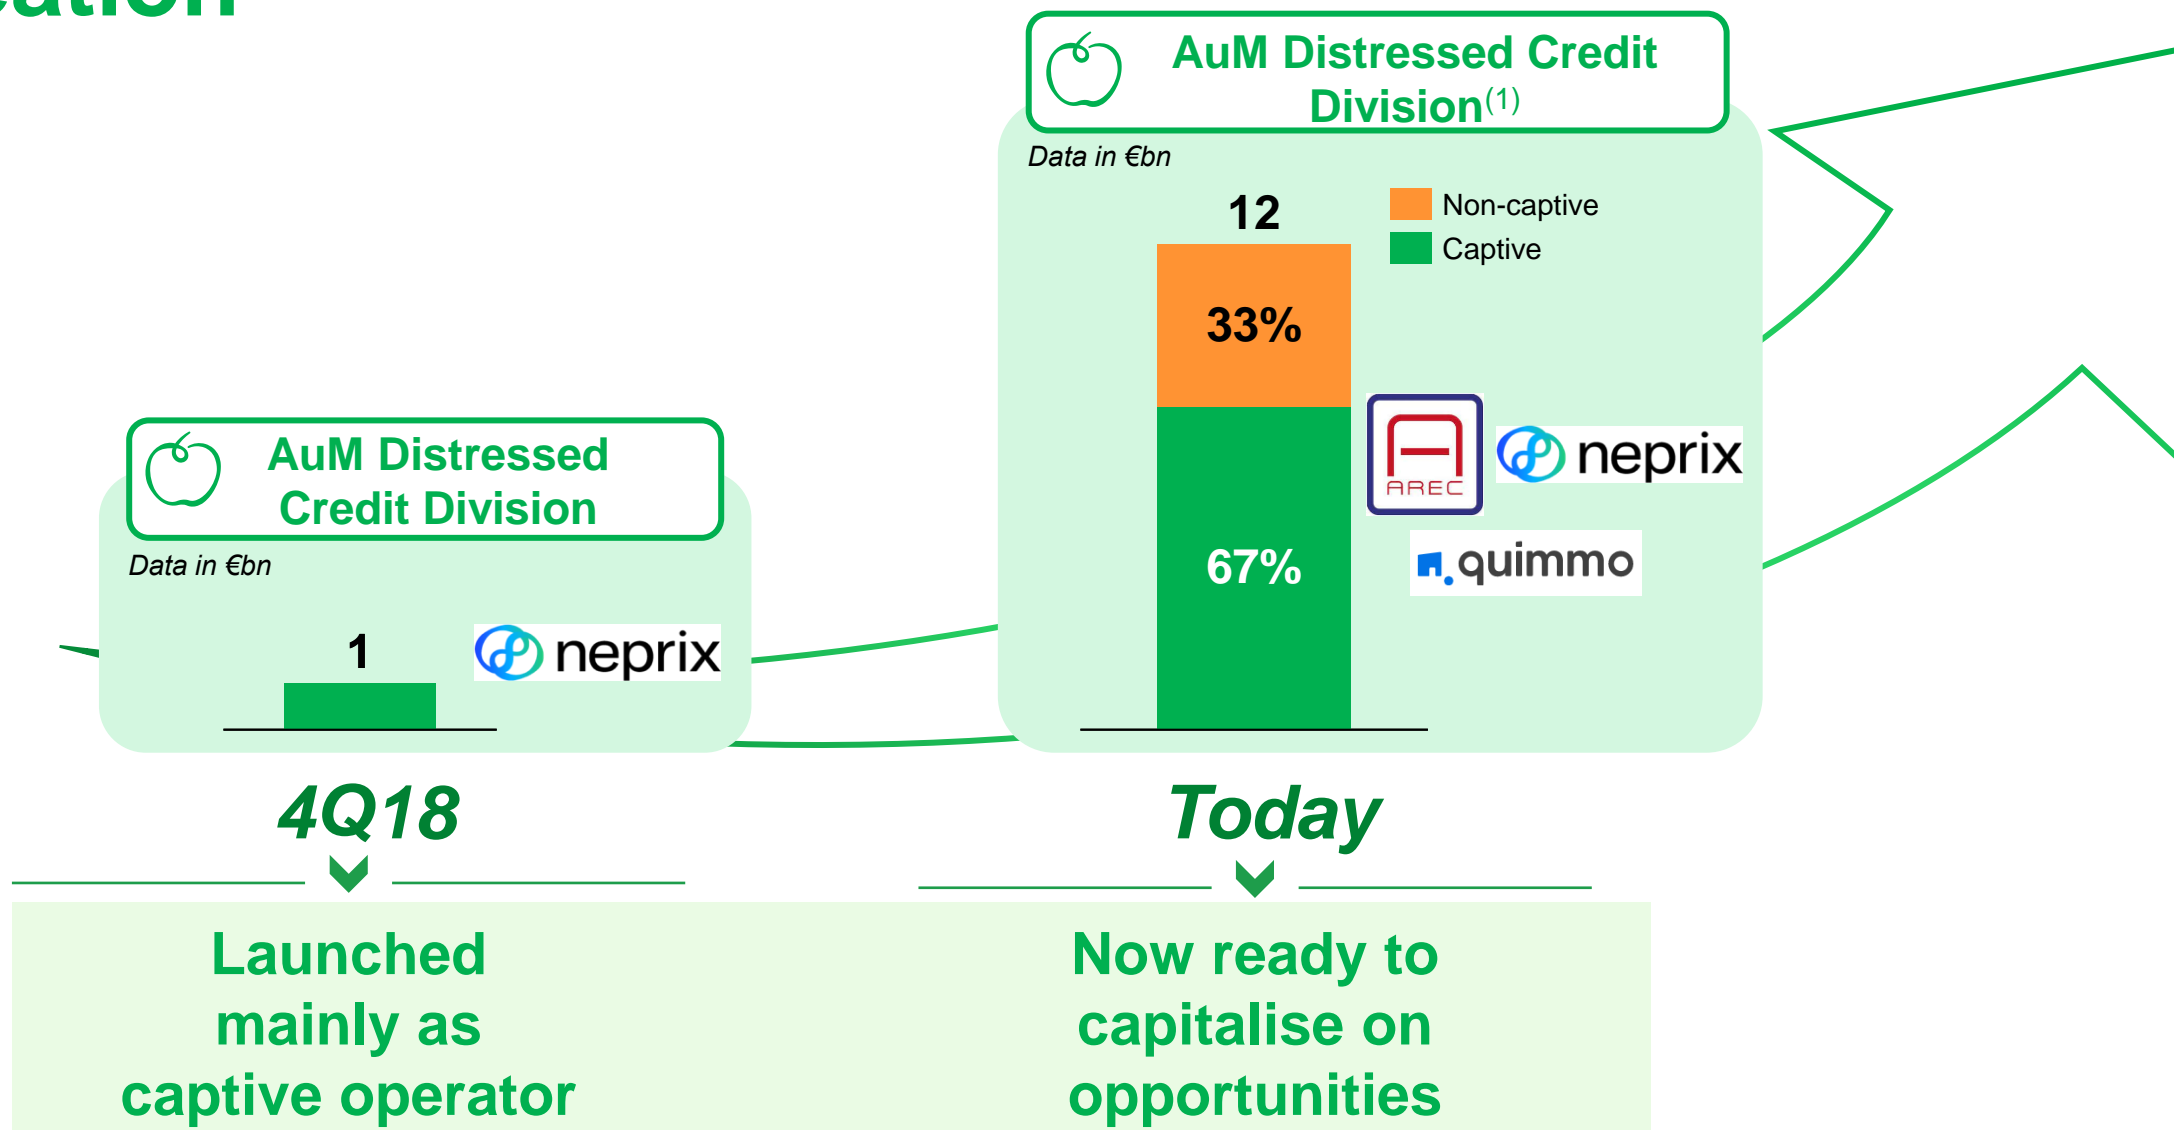 AuM Distressed Credit
Division(1)
Data in €bn
12
Non-captive
Captive
33%
67%
AREC
neprix
quimmo
AuM Distressed
Credit Division
Data in €bn
1
neprix
4Q18
Today
Launched
mainly as
captive operator
Now ready to
capitalise on
opportunities